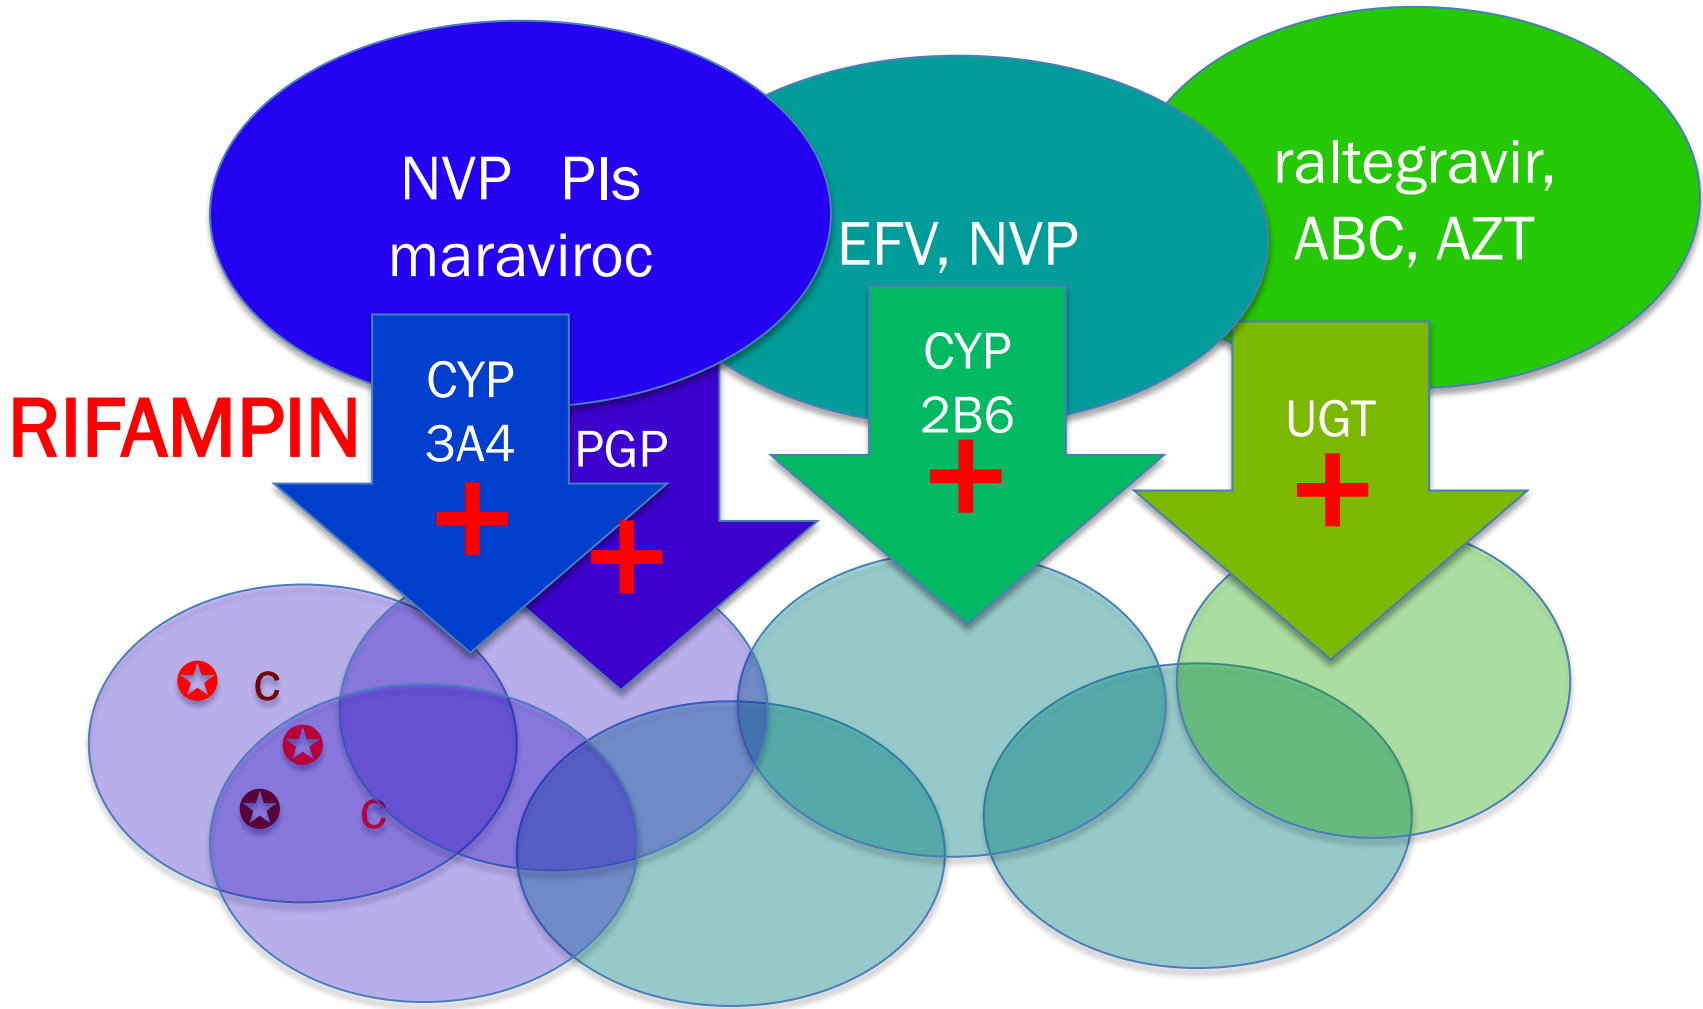 NVP PIs
maraviroc
EFV, NVP
raltegravir,
ABC, AZT
RIFAMPIN
CYP
3A4
+
PGP
+
CYP
2B6
+
UGT
+
c
c